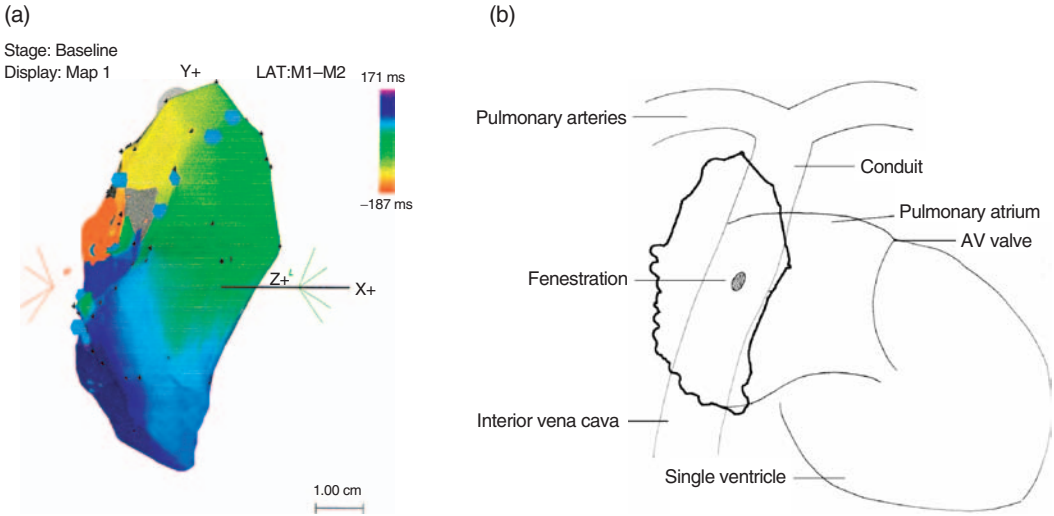 (a)
Stage: Baseline
Display: Map 1
Y+
LAT:M1–M2
171 ms
–187 ms
Z+
L
X+
1.00 cm
(b)
Pulmonary arteries
Conduit
Pulmonary atrium
AV valve
Fenestration
Interior vena cava
Single ventricle